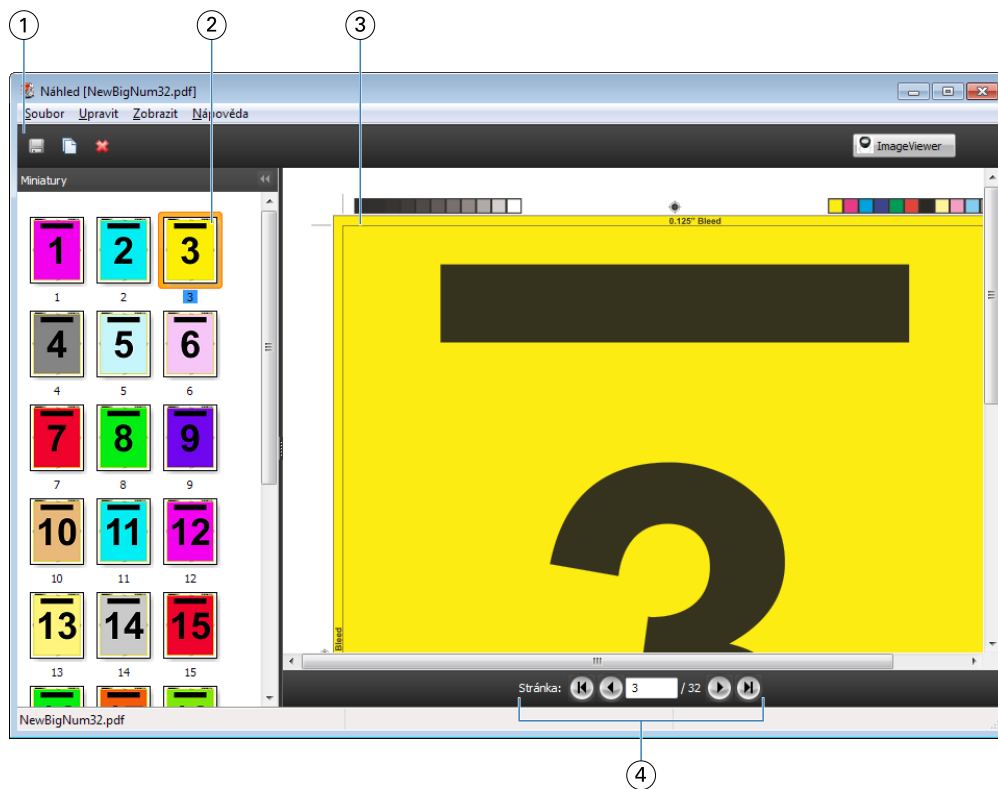 1 2 3
Náhled [NewBigNum32.pdf]
Soubor Upravit Zobrazit Nápověda
ImageViewer
Miniatury
0.125" Bleed
1 2 3
1 2 3
4 5 6
4 5 6
7 8 9
7 8 9
10 11 12
10 11 12
13 14 15
13 14 15
3
Bleed
Stránka: 3 / 32
NewBigNum32.pdf
4